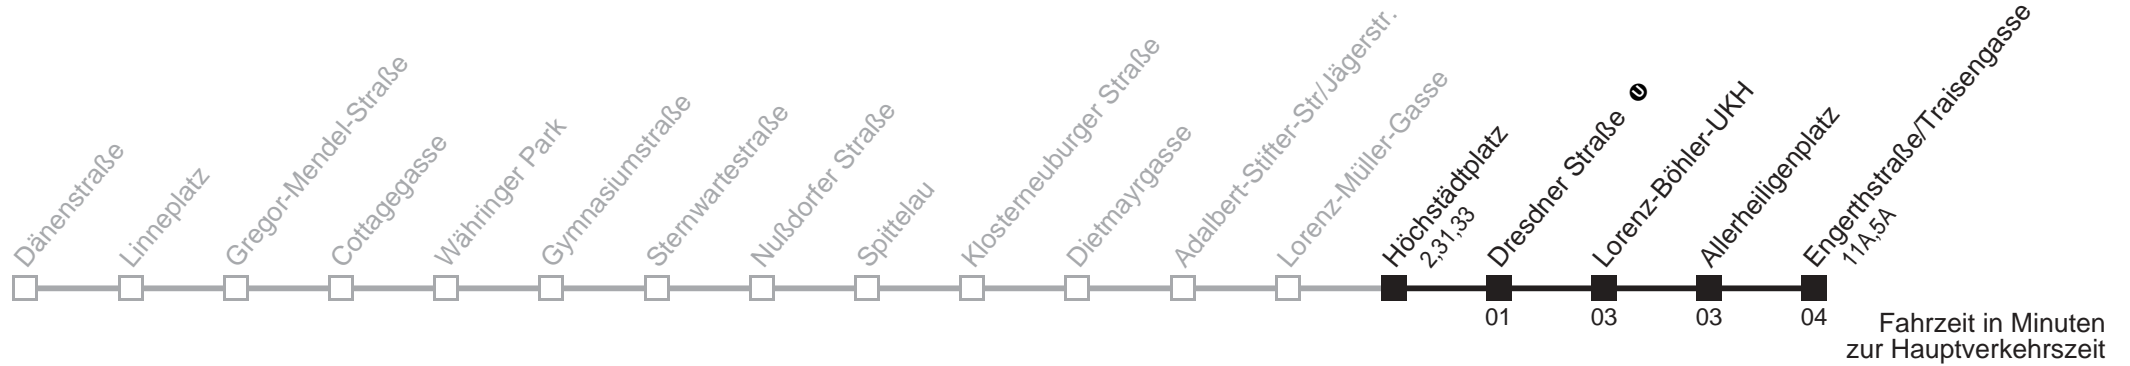 Dänenstraße
Linneplatz
Gregor-Mendel-Straße
Cottagegasse
Währinger Park
Gymnasiumstraße
Sternwartestraße
Nußdorfer Straße
Spittelau
Klosterneuburger Straße
Dietmayrgasse
Adalbert-Stifter-Str/Jägerstr.
Lorenz-Müller-Gasse
Höchstädtplatz
2,31,33
Dresdner Straße U
Lorenz-Böhler-UKH
Allerheiligenplatz
Engerthstraße/Traisengasse
11A,5A
01
03
03
04
Fahrzeit in Minuten
zur Hauptverkehrszeit